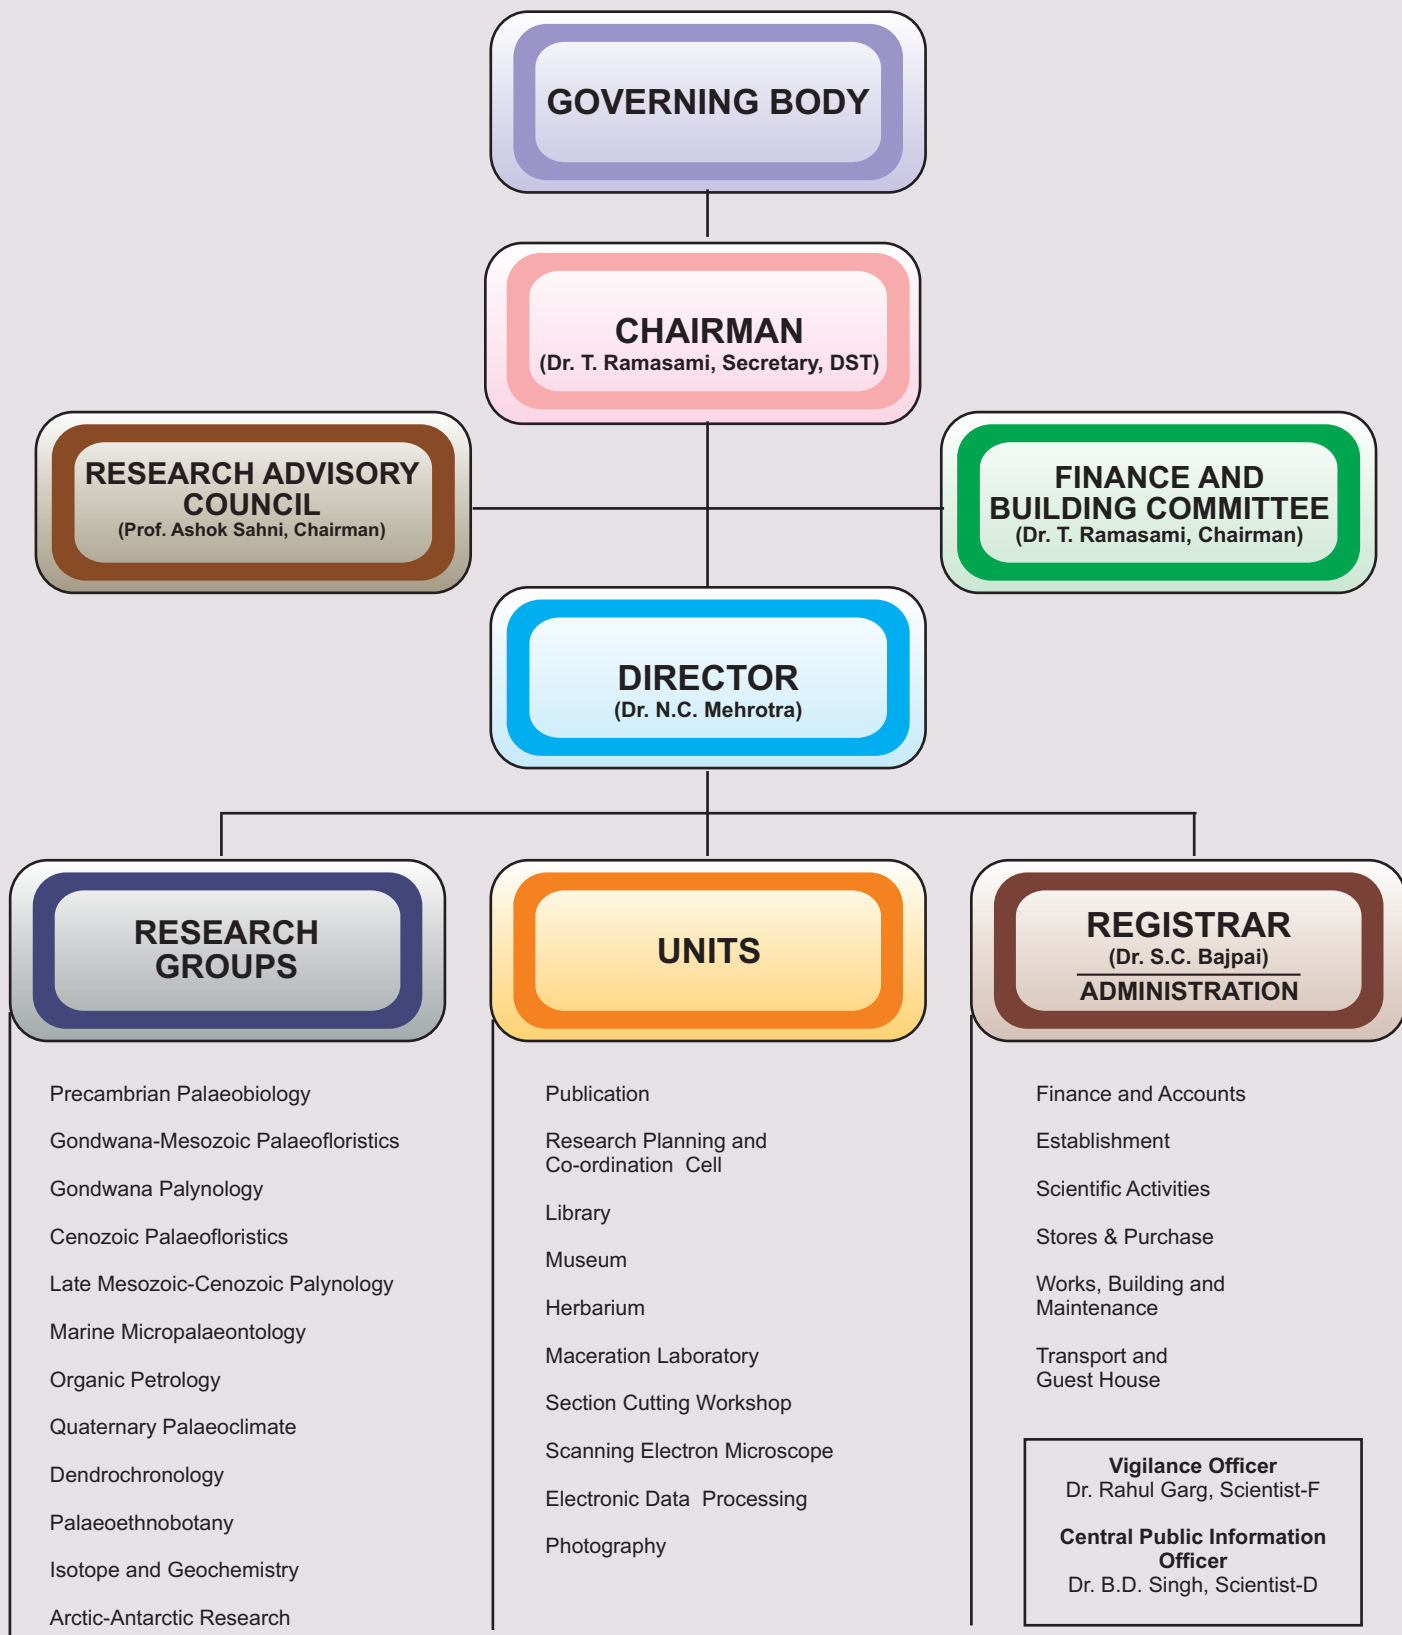 GOVERNING BODY
CHAIRMAN
(Dr. T. Ramasami, Secretary, DST)
RESEARCH ADVISORY
COUNCIL
(Prof. Ashok Sahni, Chairman)
FINANCE AND
BUILDING COMMITTEE
(Dr. T. Ramasami, Chairman)
DIRECTOR
(Dr. N.C. Mehrotra)
RESEARCH
GROUPS
Precambrian Palaeobiology
Gondwana-Mesozoic Palaeofloristics
Gondwana Palynology
Cenozoic Palaeofloristics
Late Mesozoic-Cenozoic Palynology
Marine Micropalaeontology
Organic Petrology
Quaternary Palaeoclimate
Dendrochronology
Palaeoethnobotany
Isotope and Geochemistry
Arctic-Antarctic Research
UNITS
Publication
Research Planning and
Co-ordination Cell
Library
Museum
Herbarium
Maceration Laboratory
Section Cutting Workshop
Scanning Electron Microscope
Electronic Data Processing
Photography
REGISTRAR
(Dr. S.C. Bajpai)
ADMINISTRATION
Finance and Accounts
Establishment
Scientific Activities
Stores & Purchase
Works, Building and
Maintenance
Transport and
Guest House
Vigilance Officer
Dr. Rahul Garg, Scientist-F
Central Public Information
Officer
Dr. B.D. Singh, Scientist-D